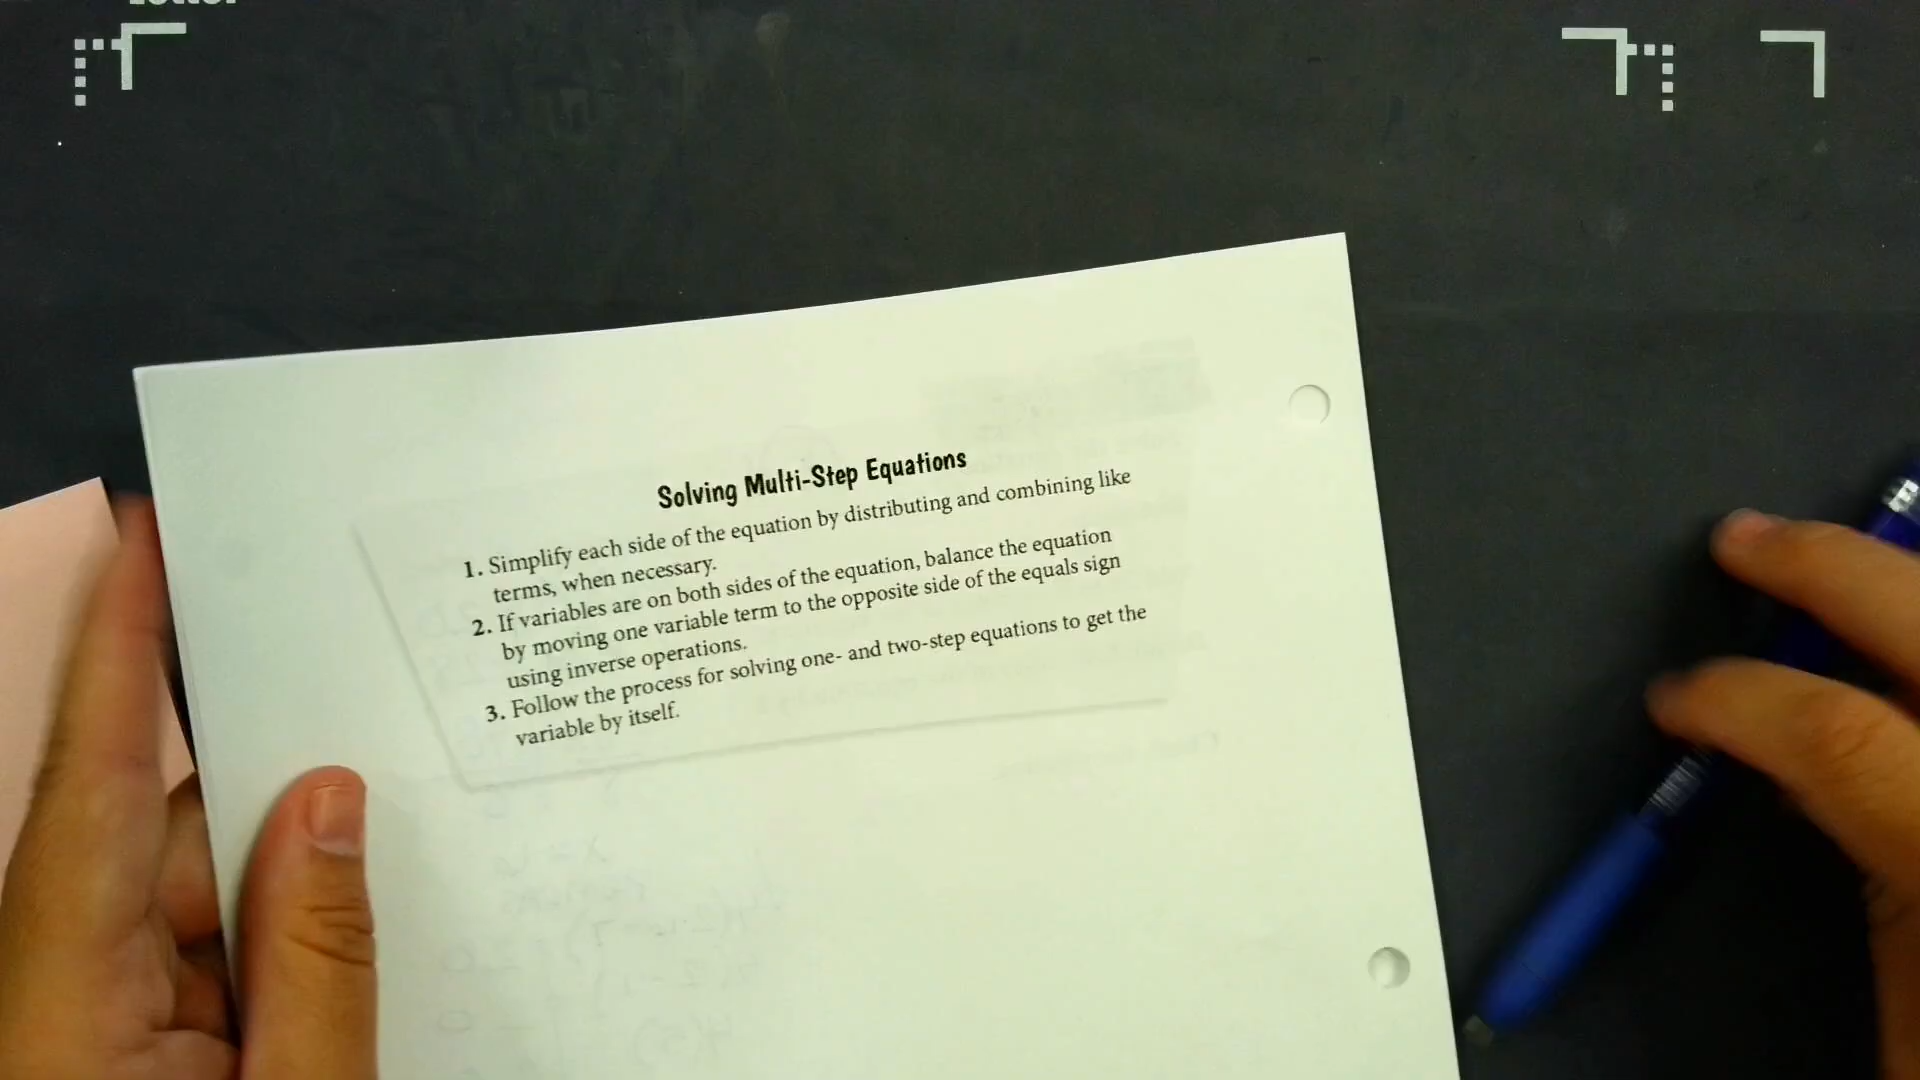 Letter
Solving Multi-Step Equations
1. Simplify each side of the equation by distributing and combining like
terms, when necessary.
2. If variables are on both sides of the equation, balance the equation
by moving one variable term to the opposite side of the equals sign
using inverse operations.
3. Follow the process for solving one- and two-step equations to get the
variable by itself.